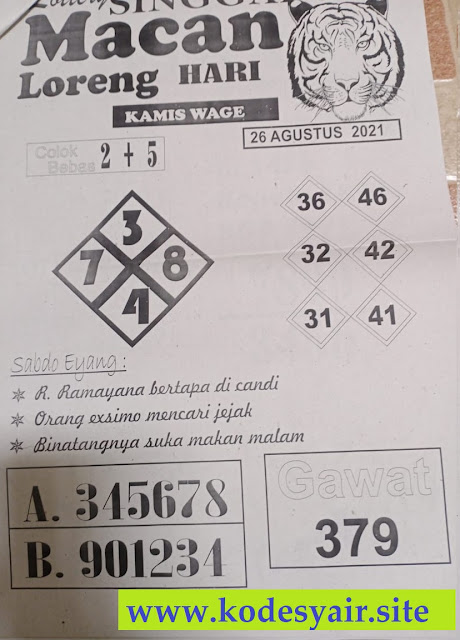 Lottery SINGGA
Macan
Loreng HARI
KAMIS WAGE
26 AGUSTUS 2021
Colok
Bebas 2 + 5
3
7 8
4
36 46
32 42
31 41
Sabdo Eyang :
R. Ramayana bertapa di candi
Orang exsimo mencari jejak
Binatangnya suka makan malam
A. 345678
B. 901234
Gawat
379
www.kodesyair.site